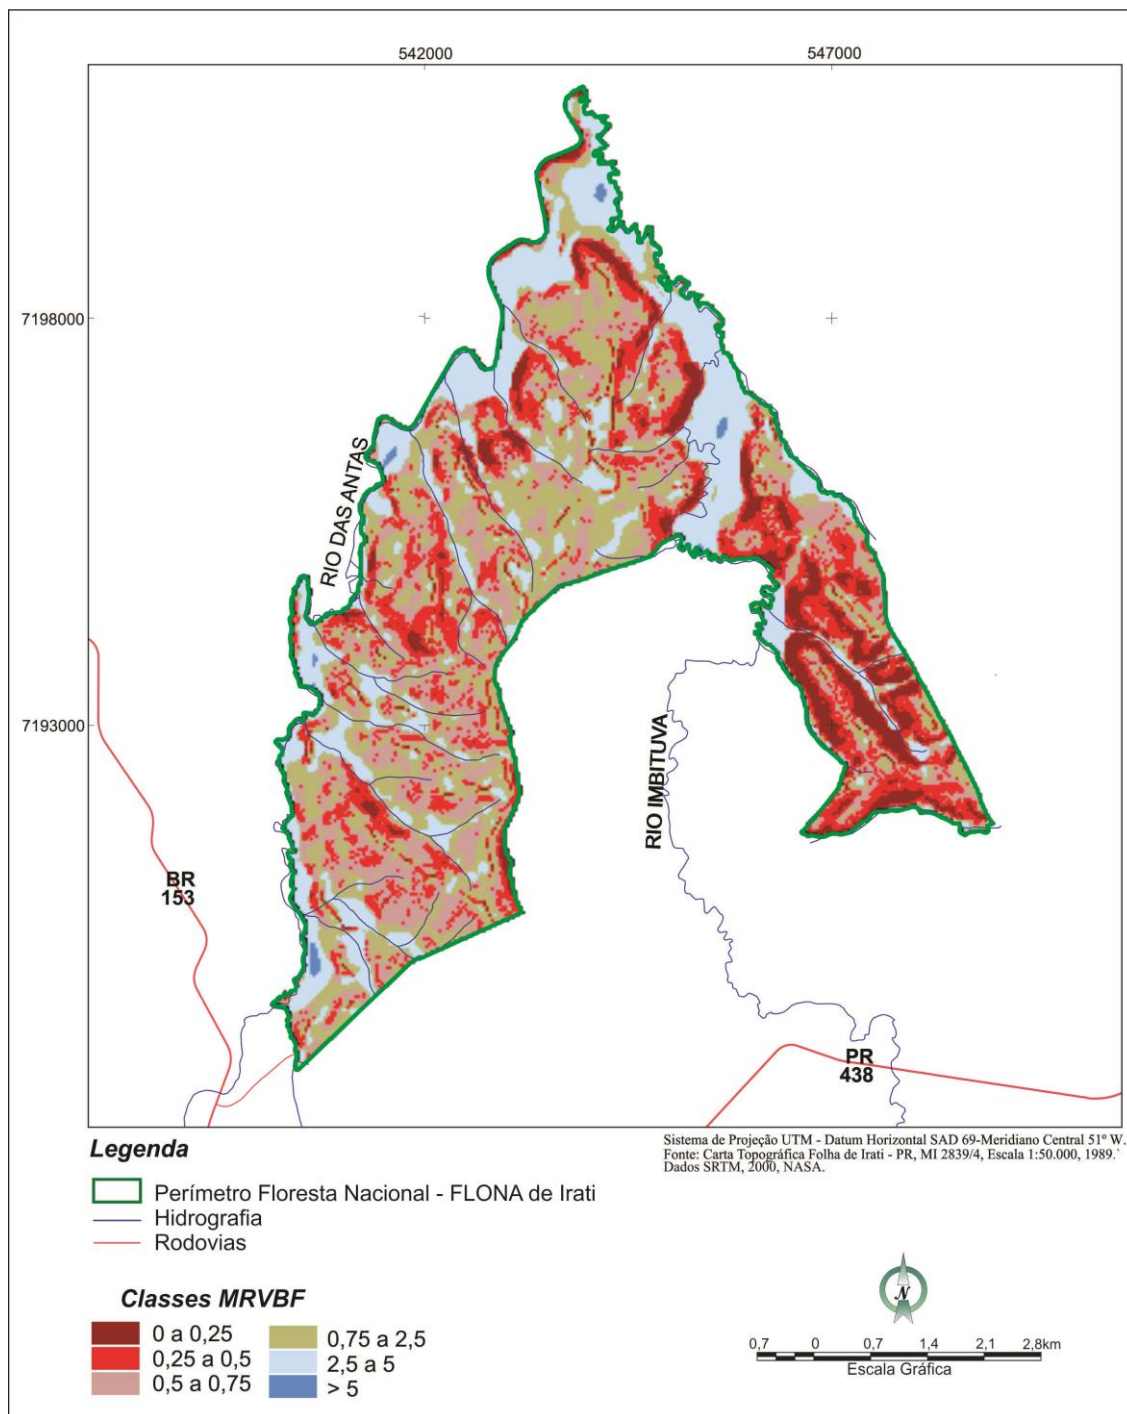 542000
547000
7198000
RIO DAS ANTAS
7193000
RIO IMBITUVA
BR
153
PR
438
Legenda
Sistema de Projeção UTM - Datum Horizontal SAD 69-Meridiano Central 51º W.
Fonte: Carta Topográfica Folha de Irati - PR, MI 2839/4, Escala 1:50.000, 1989.
Dados SRTM, 2000, NASA.
Perímetro Floresta Nacional - FLONA de Irati
Hidrografia
Rodovias
Classes MRVBF
0 a 0,25
0,25 a 0,5
0,5 a 0,75
0,75 a 2,5
2,5 a 5
> 5
N
0,7 0 0,7 1,4 2,1 2,8km
Escala Gráfica